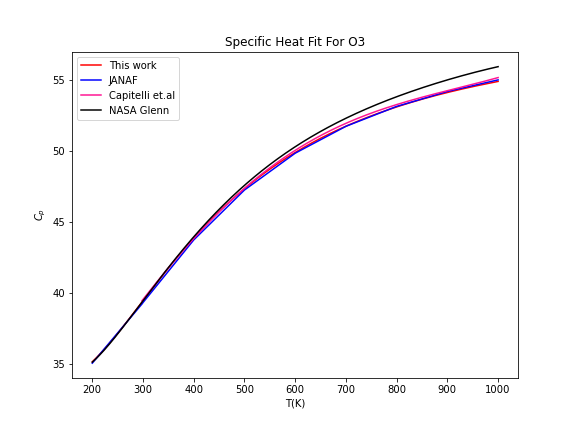 Specific Heat Fit For O3
This work
JANAF
Capitelli et.al
NASA Glenn
55
50
45
40
35
Cp
200 300 400 500 600 700 800 900 1000
T(K)